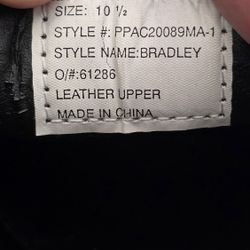 SIZE: 10 ½
STYLE #: PPAC20089MA-1
STYLE NAME:BRADLEY
O/#:61286
LEATHER UPPER
MADE IN CHINA